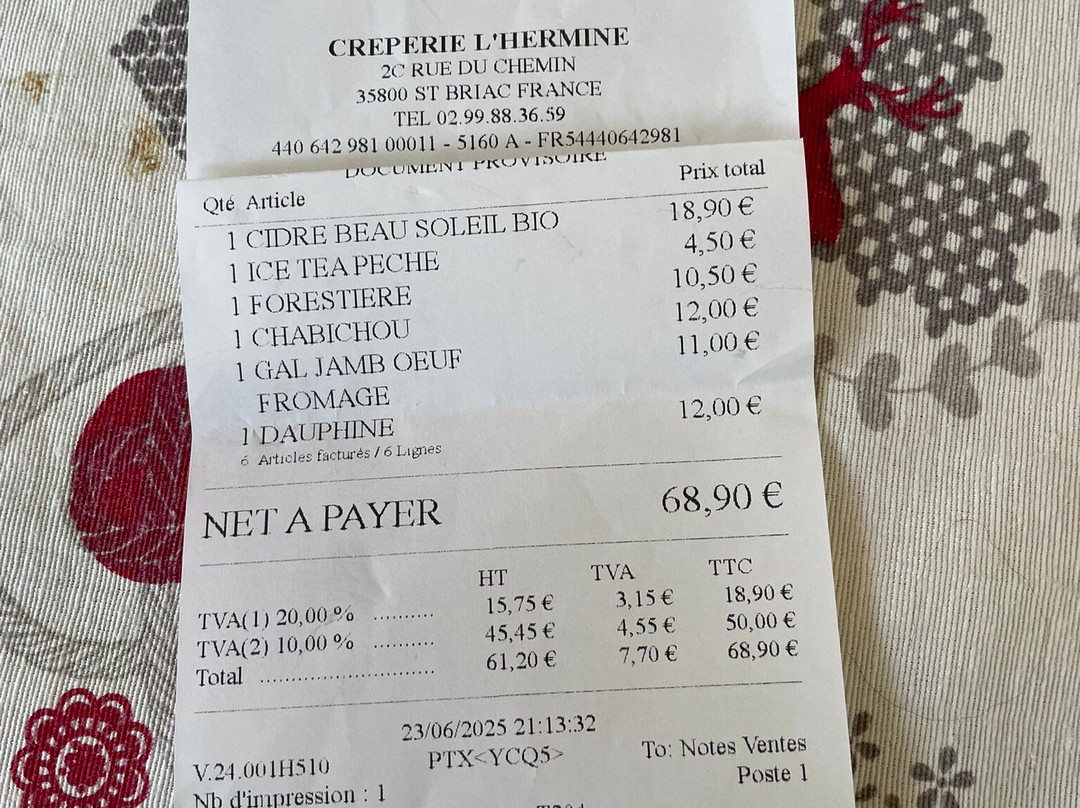 CREPERIE L'HERMINE
2C RUE DU CHEMIN
35800 ST BRIAC FRANCE
TEL 02.99.88.36.59
440 642 981 00011 - 5160 A - FR54440642981
DOCUMENT PROVISOIRE
Qté Article Prix total
1 CIDRE BEAU SOLEIL BIO 18,90 €
1 ICE TEA PECHE 4,50 €
1 FORESTIERE 10,50 €
1 CHABICHOU 12,00 €
1 GAL JAMB OEUF 11,00 €
FROMAGE
1 DAUPHINE 12,00 €
6 Articles facturés / 6 Lignes
NET A PAYER 68,90 €
HT TVA TTC
TVA(1) 20,00 % .......... 15,75 € 3,15 € 18,90 €
TVA(2) 10,00 % .......... 45,45 € 4,55 € 50,00 €
Total ............................ 61,20 € 7,70 € 68,90 €
23/06/2025 21:13:32
PTX<YCQ5>
V.24.001H510 To: Notes Ventes
Nb d'impression : 1 Poste 1